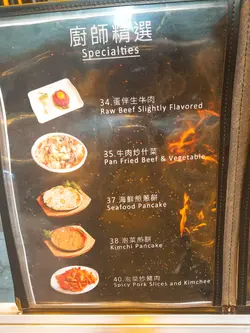 廚師精選
Specialties
34.蛋伴生牛肉
Raw Beef Slightly Flavored
35.牛肉炒什菜
Pan Fried Beef & Vegetable
37.海鮮煎蔥餅
Seafood Pancake
38.泡菜煎餅
Kimchi Pancake
40.泡菜炒豬肉
Spicy Pork Slices and Kimchee